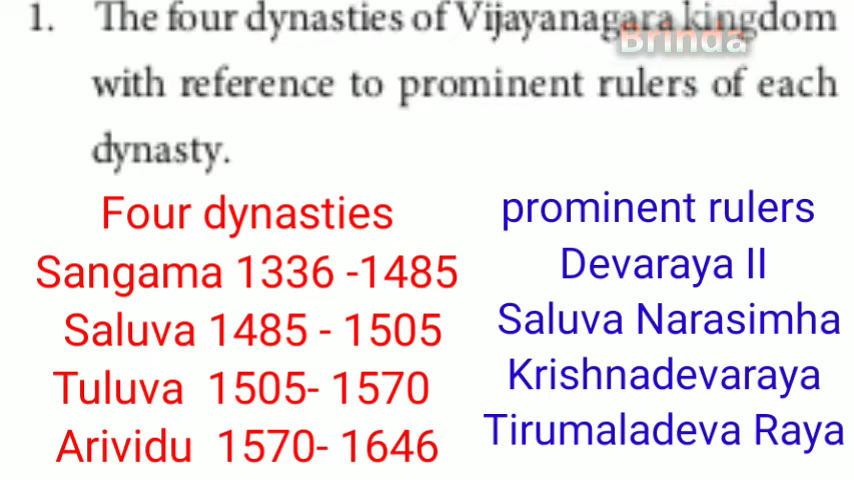 1. The four dynasties of Vijayanagara kingdom
Brinda
with reference to prominent rulers of each
dynasty.
Four dynasties
prominent rulers
Sangama 1336 -1485
Devaraya II
Saluva 1485 - 1505
Saluva Narasimha
Tuluva 1505- 1570
Krishnadevaraya
Arividu 1570- 1646
Tirumaladeva Raya